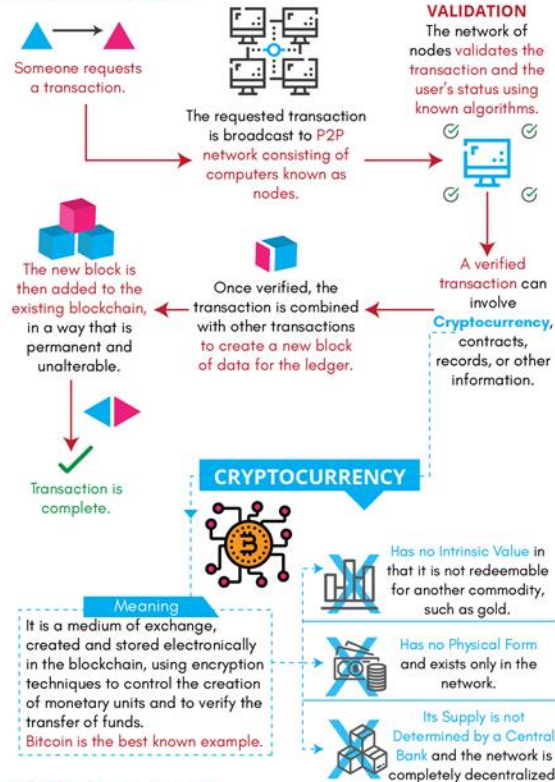 Someone requests
a transaction.
The requested transaction
is broadcast to P2P
network consisting of
computers known as
nodes.
VALIDATION
The network of
nodes validates the
transaction and the
user's status using
known algorithms.
A verified
transaction can
involve
Cryptocurrency,
contracts,
records, or other
information.
Once verified, the
transaction is combined
with other transactions
to create a new block
of data for the ledger.
The new block is
then added to the
existing blockchain,
in a way that is
permanent and
unalterable.
Transaction is
complete.
CRYPTOCURRENCY
Meaning
It is a medium of exchange,
created and stored electronically
in the blockchain, using encryption
techniques to control the creation
of monetary units and to verify the
transfer of funds.
Bitcoin is the best known example.
Has no Intrinsic Value in
that it is not redeemable
for another commodity,
such as gold.
Has no Physical Form
and exists only in the
network.
Its Supply is not
Determined by a Central
Bank and the network is
completely decentralized